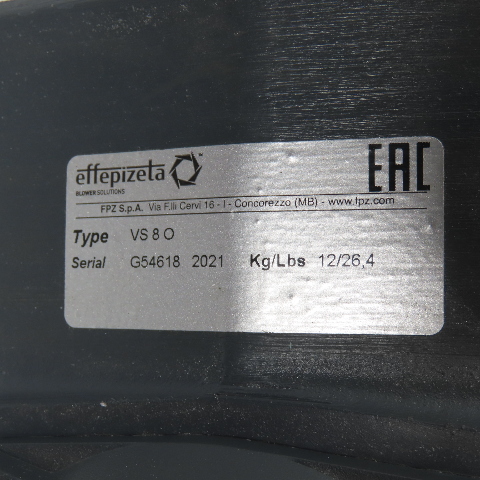 effepizeta™
BLOWER SOLUTIONS
EAC
FPZ S.p.A. Via F.lli Cervi 16 - I - Concorezzo (MB) - www.fpz.com
Type VS 8 O
Serial G54618 2021 Kg/Lbs 12/26,4